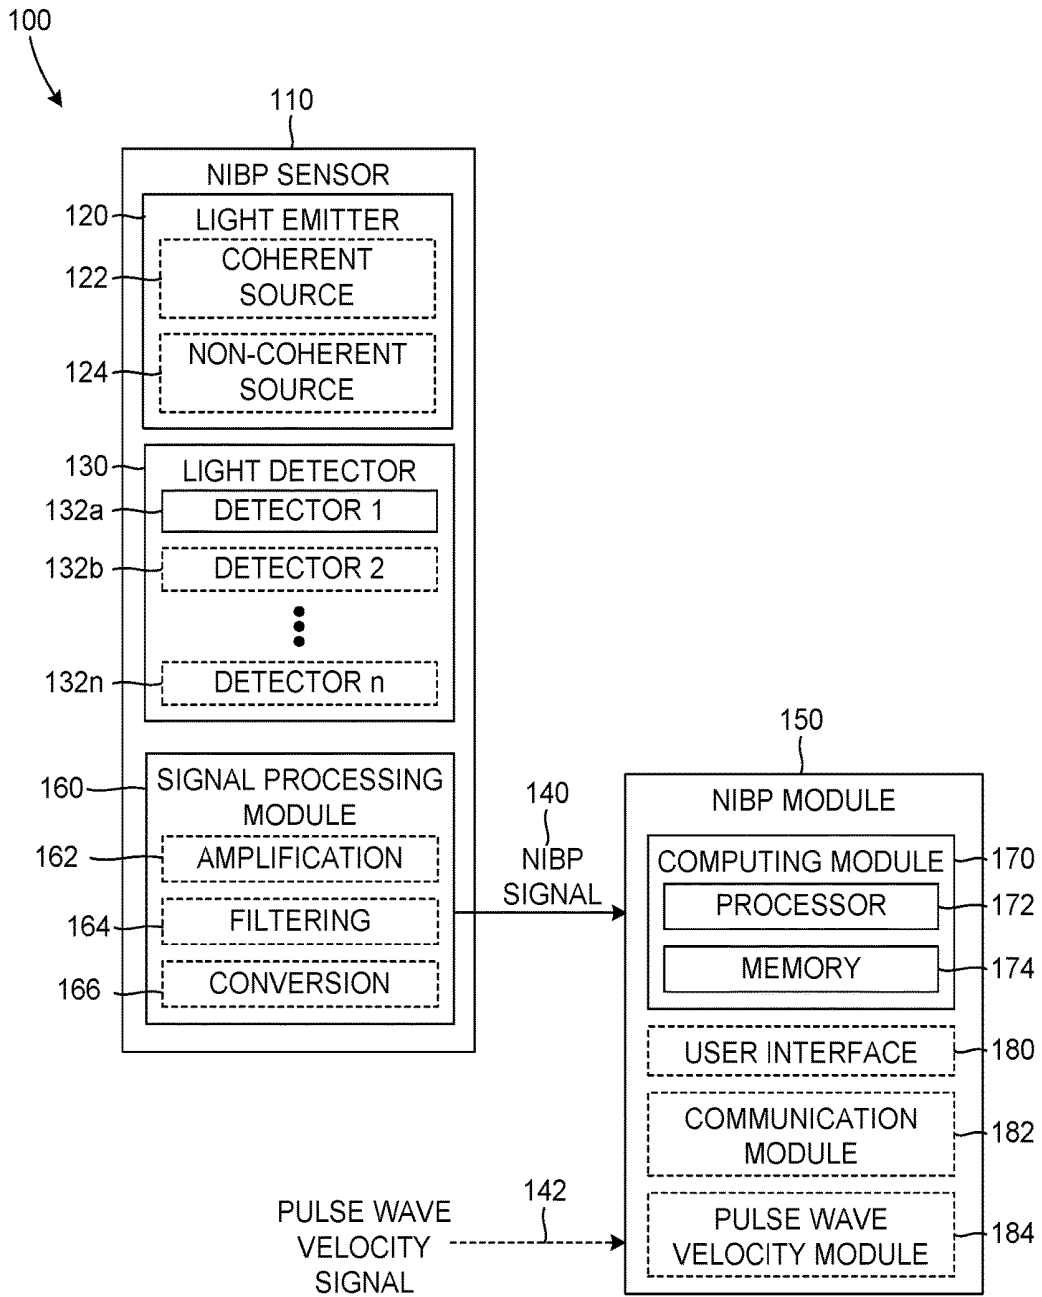 100
110
NIBP SENSOR
120
LIGHT EMITTER
122
COHERENT
SOURCE
124
NON-COHERENT
SOURCE
130
LIGHT DETECTOR
132a
DETECTOR 1
132b
DETECTOR 2
132n
DETECTOR n
160
SIGNAL PROCESSING
MODULE
162
AMPLIFICATION
164
FILTERING
166
CONVERSION
140
NIBP
SIGNAL
150
NIBP MODULE
COMPUTING MODULE
170
PROCESSOR
172
MEMORY
174
USER INTERFACE
180
COMMUNICATION
MODULE
182
PULSE WAVE
VELOCITY MODULE
184
142
PULSE WAVE
VELOCITY
SIGNAL